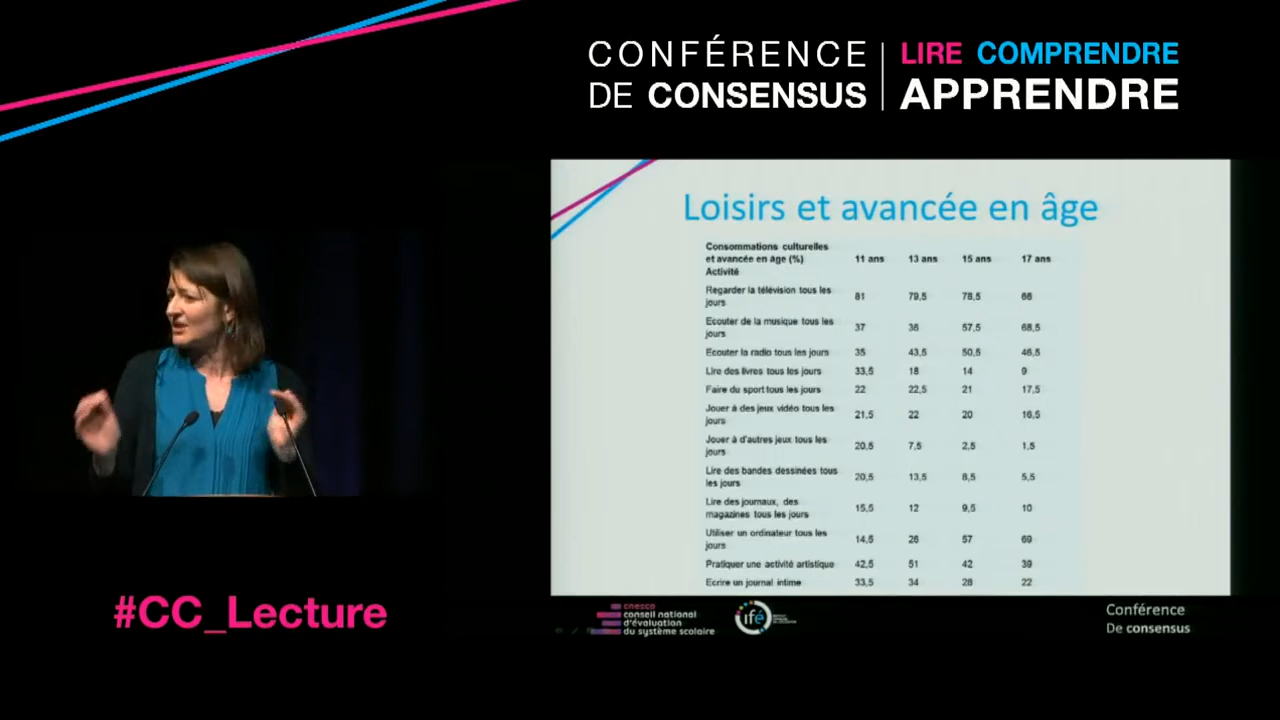 CONFÉRENCE
DE CONSENSUS
LIRE COMPRENDRE
APPRENDRE
Loisirs et avancée en âge
Consommations culturelles
et avancée en âge (%)
Activité
11 ans 13 ans 15 ans 17 ans
Regarder la télévision tous les
jours
81 79,5 78,5 66
Ecouter de la musique tous les
jours
37 36 57,5 68,5
Ecouter la radio tous les jours 35 43,5 50,5 46,5
Lire des livres tous les jours 33,5 18 14 9
Faire du sport tous les jours 22 22,5 21 17,5
Jouer à des jeux vidéo tous les
jours
21,5 22 20 16,5
Jouer à d'autres jeux tous les
jours
20,5 7,5 2,5 1,5
Lire des bandes dessinées tous
les jours
20,5 13,5 8,5 5,5
Lire des journaux, des
magazines tous les jours
15,5 12 9,5 10
Utiliser un ordinateur tous les
jours
14,5 26 57 69
Pratiquer une activité artistique 42,5 51 42 39
Ecrire un journal intime 33,5 34 28 22
#CC_Lecture
cnesco
conseil national
d'évaluation
du système scolaire
ifé
Conférence
De consensus